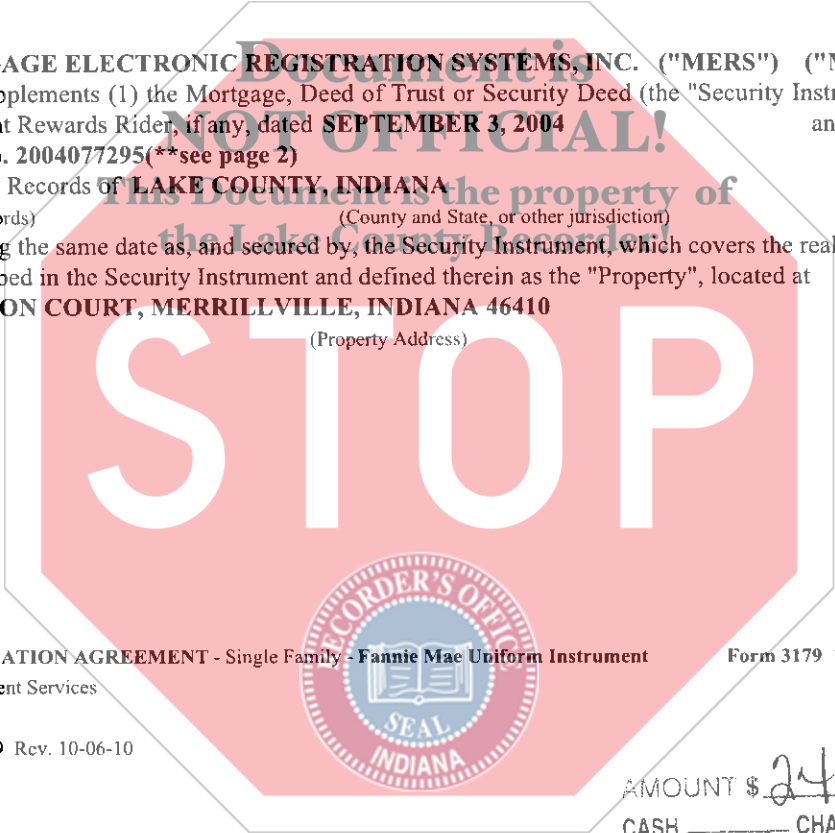 Document is
AGE ELECTRONIC REGISTRATION SYSTEMS, INC. ("MERS") ("M
pplements (1) the Mortgage, Deed of Trust or Security Deed (the "Security Instr
nt Rewards Rider, if any, dated SEPTEMBER 3, 2004 an
NOT OFFICIAL!
. 2004077295(**see page 2)
Records of LAKE COUNTY, INDIANA
This Document is the property of
ords) (County and State, or other jurisdiction)
the Lake County Recorder!
g the same date as, and secured by, the Security Instrument, which covers the real
bed in the Security Instrument and defined therein as the "Property", located at
ON COURT, MERRILLVILLE, INDIANA 46410
(Property Address)
STOP
RECORDER'S OFFICE
SEAL
INDIANA
ATION AGREEMENT - Single Family - Fannie Mae Uniform Instrument Form 3179
ent Services
Rev. 10-06-10
AMOUNT $ 24
CASH CHA